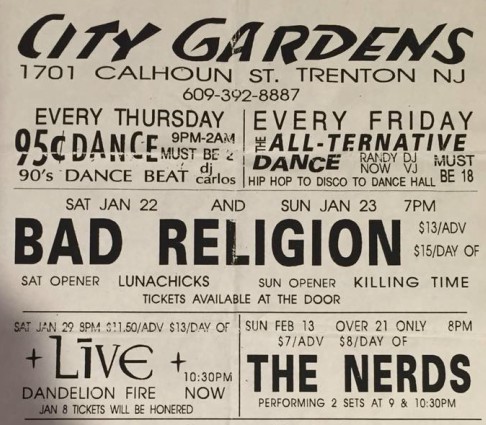 CITY GARDENS
1701 CALHOUN ST. TRENTON NJ
609-392-8887
EVERY THURSDAY
95¢ DANCE 9PM-2AM
MUST BE 2
90's DANCE BEAT dj carlos
EVERY FRIDAY
THE ALL-TERNATIVE
DANCE RANDY DJ NOW VJ MUST BE 18
HIP HOP TO DISCO TO DANCE HALL
SAT JAN 22 AND SUN JAN 23 7PM
BAD RELIGION $13/ADV
$15/DAY OF
SAT OPENER LUNACHICKS SUN OPENER KILLING TIME
TICKETS AVAILABLE AT THE DOOR
SAT JAN 29 8PM $11.50/ADV $13/DAY OF
+ LĪVE + 10:30PM
DANDELION FIRE NOW
JAN 8 TICKETS WILL BE HONERED
SUN FEB 13 OVER 21 ONLY 8PM
$7/ADV $8/DAY OF
THE NERDS
PERFORMING 2 SETS AT 9 & 10:30PM